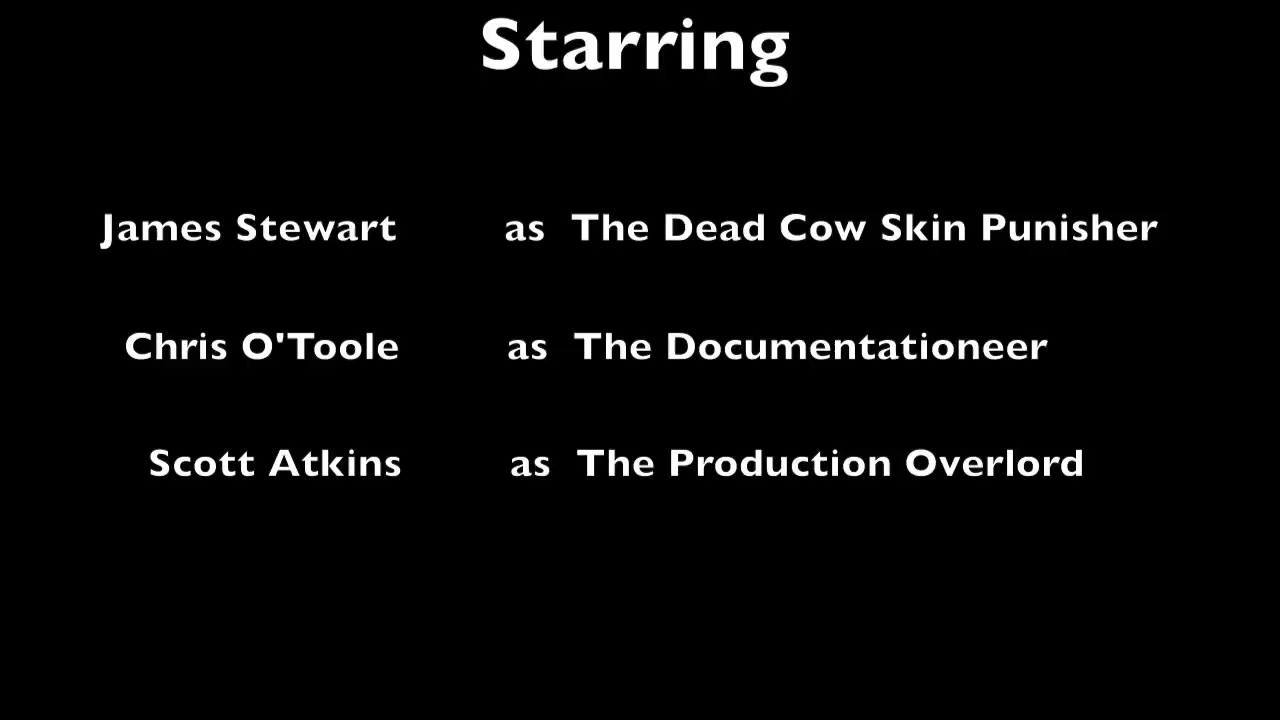 Starring
James Stewart as The Dead Cow Skin Punisher
Chris O'Toole as The Documentationeer
Scott Atkins as The Production Overlord